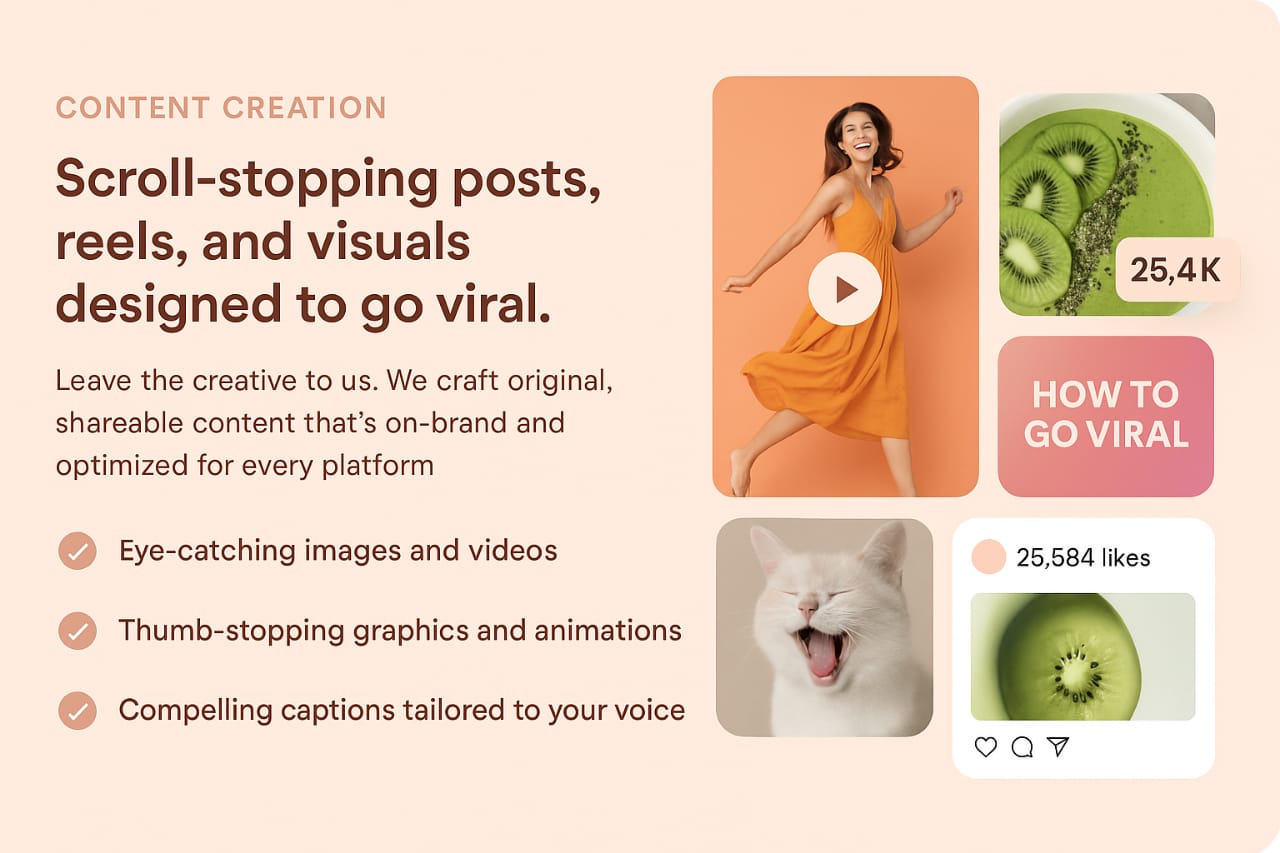 CONTENT CREATION
Scroll-stopping posts,
reels, and visuals
designed to go viral.
Leave the creative to us. We craft original,
shareable content that’s on-brand and
optimized for every platform
Eye-catching images and videos
Thumb-stopping graphics and animations
Compelling captions tailored to your voice
25,4K
HOW TO
GO VIRAL
25,584 likes